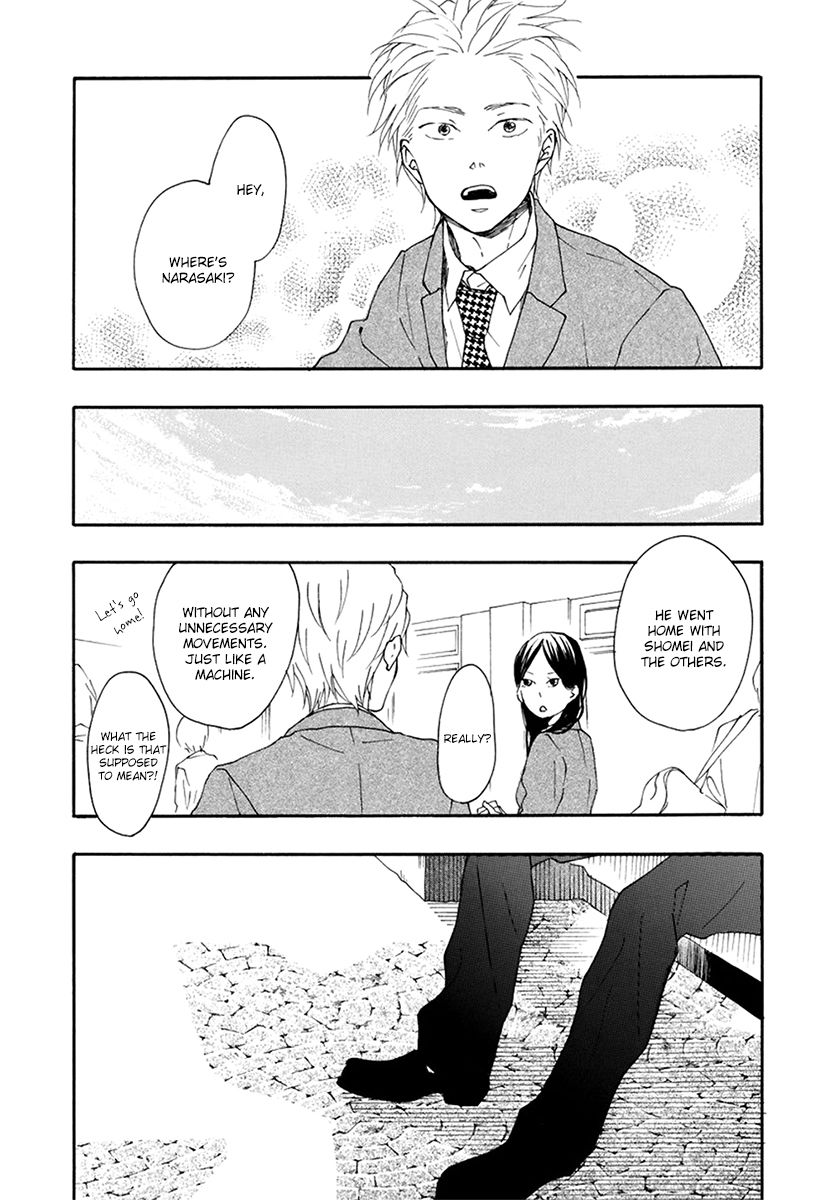 HEY,
WHERE'S
NARASAKI?
HE WENT
HOME WITH
SHOMEI AND
THE OTHERS.
REALLY?
WITHOUT ANY
UNNECESSARY
MOVEMENTS.
JUST LIKE A
MACHINE.
WHAT THE
HECK IS THAT
SUPPOSED
TO MEAN?!
Let's go
home!